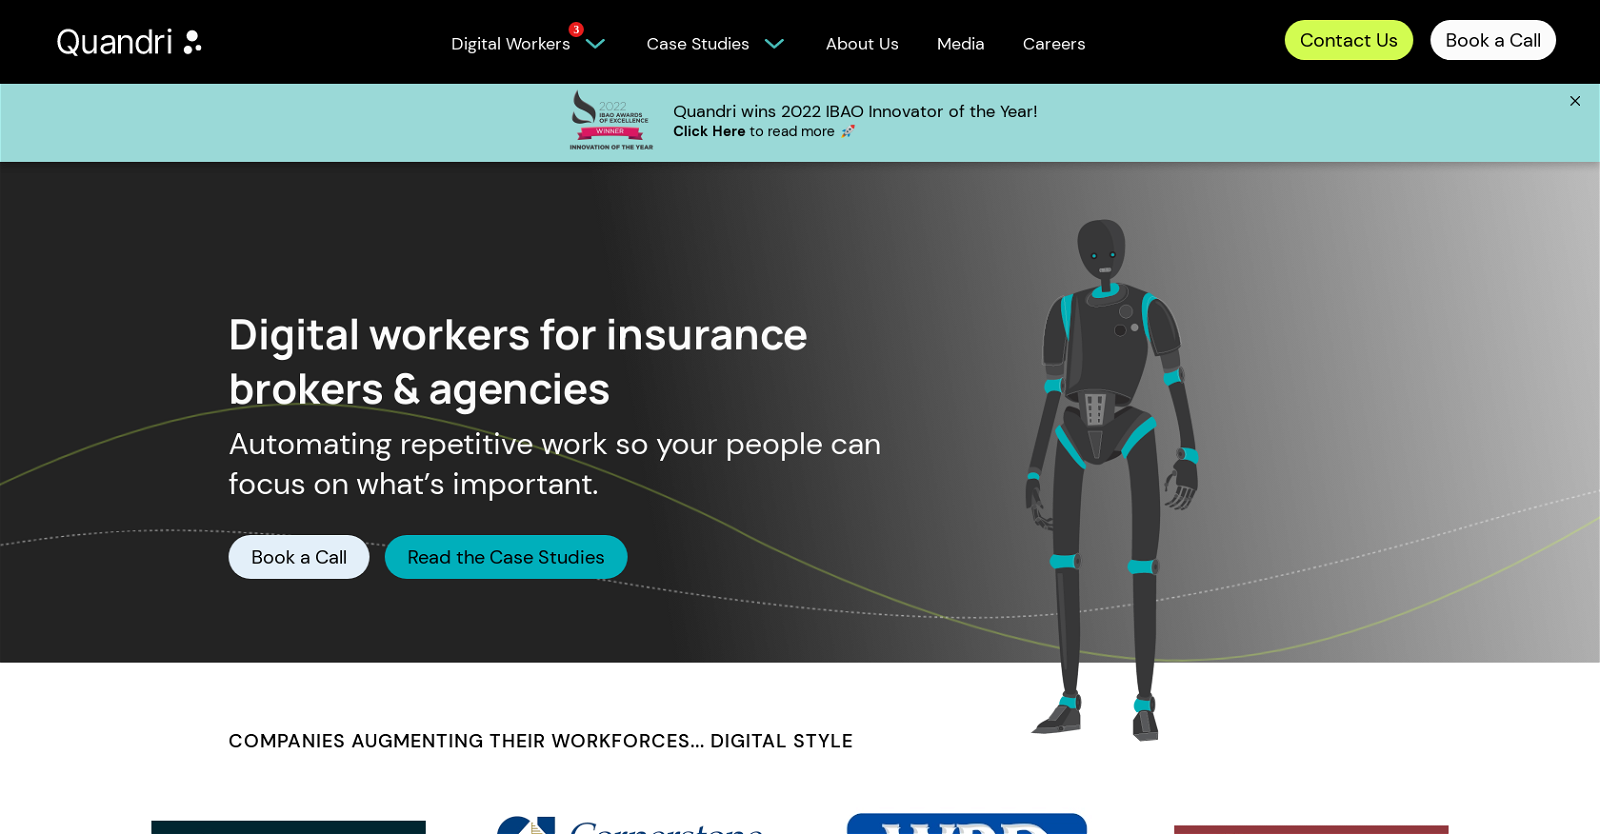 Quandri
Digital Workers
3
Case Studies
About Us
Media
Careers
Contact Us
Book a Call
2022
IBAO AWARDS
OF EXCELLENCE
WINNER
INNOVATION OF THE YEAR
Quandri wins 2022 IBAO Innovator of the Year!
Click Here to read more 🚀
Digital workers for insurance
brokers & agencies
Automating repetitive work so your people can
focus on what’s important.
Book a Call
Read the Case Studies
COMPANIES AUGMENTING THEIR WORKFORCES... DIGITAL STYLE
Cornerstone